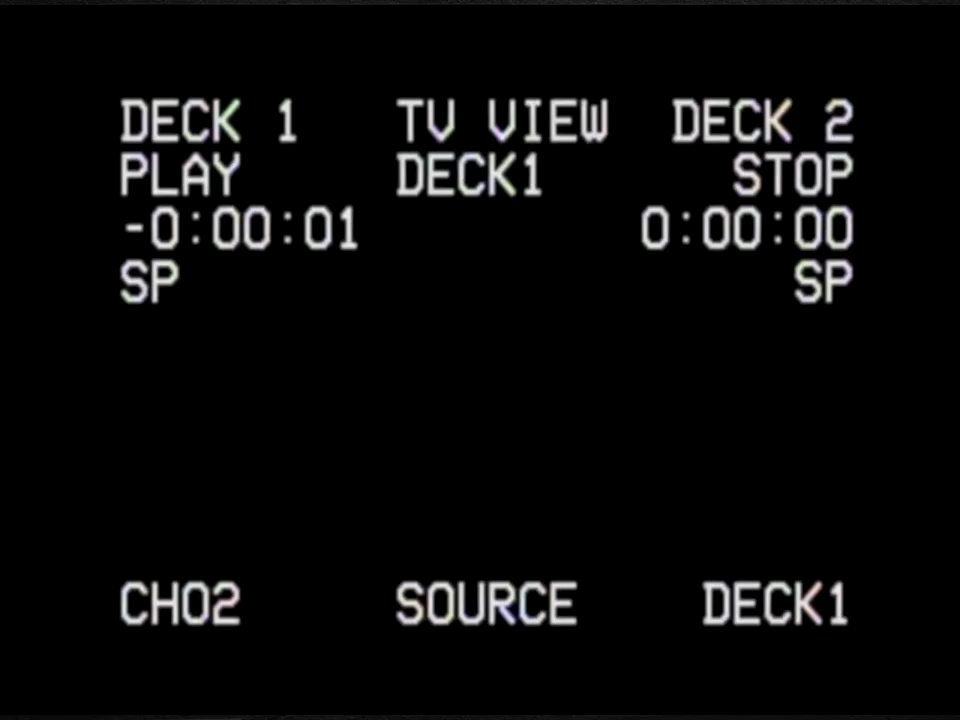 DECK 1 TV VIEW DECK 2
PLAY DECK1 STOP
-0:00:01 0:00:00
SP SP
CH02 SOURCE DECK1